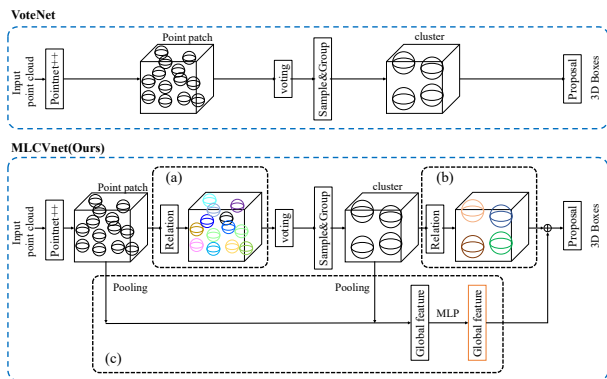 VoteNet
Input
point cloud
Pointnet++
Point patch
voting
Sample&Group
cluster
Proposal
3D Boxes
MLCVnet(Ours)
Input
point cloud
Pointnet++
Point patch
(a)
Relation
voting
Sample&Group
cluster
(b)
Relation
Proposal
3D Boxes
Pooling
Pooling
(c)
Global feature
MLP
Global feature